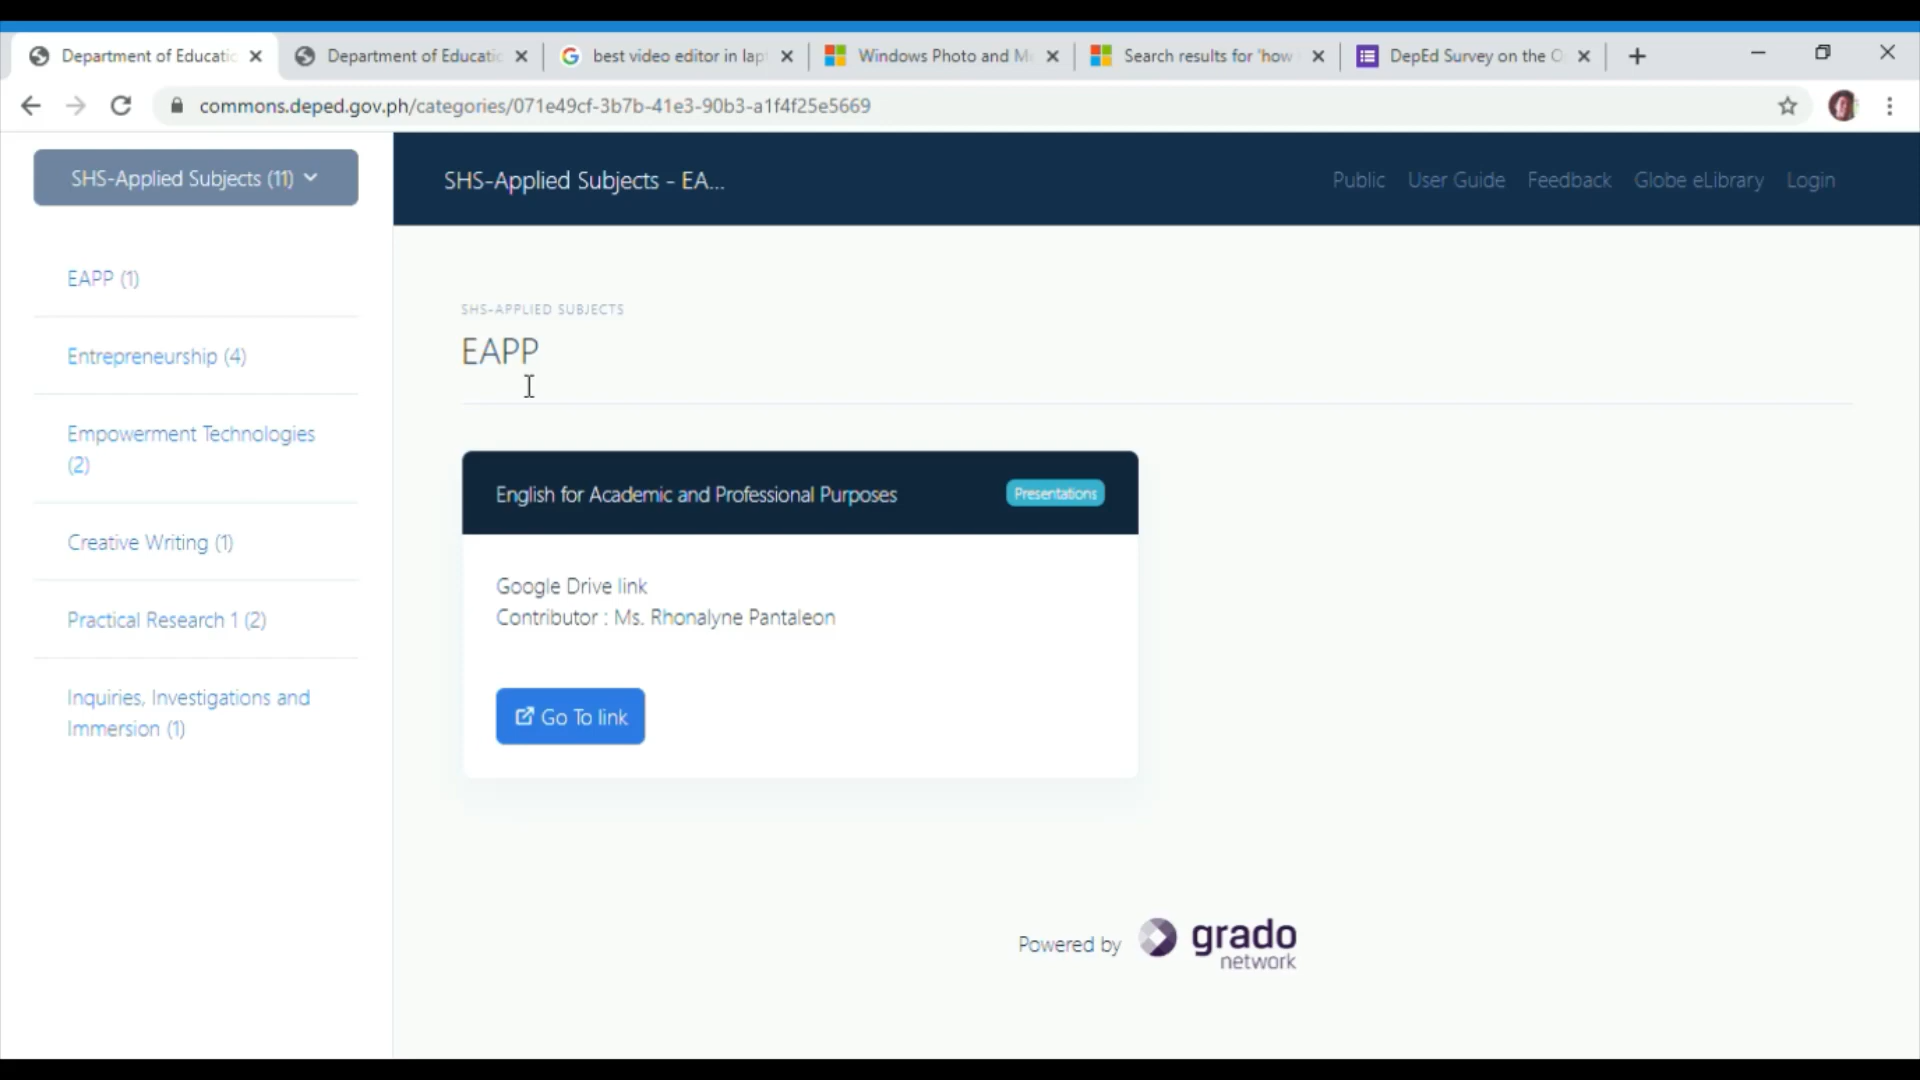 Department of Educatic
Department of Educatic
best video editor in lap
Windows Photo and M
Search results for 'how
DepEd Survey on the O
commons.deped.gov.ph/categories/071e49cf-3b7b-41e3-90b3-a1f4f25e5669
SHS-Applied Subjects (11)
SHS-Applied Subjects - EA...
Public
User Guide
Feedback
Globe eLibrary
Login
EAPP (1)
Entrepreneurship (4)
Empowerment Technologies
(2)
Creative Writing (1)
Practical Research 1 (2)
Inquiries, Investigations and
Immersion (1)
SHS-APPLIED SUBJECTS
EAPP
English for Academic and Professional Purposes
Presentations
Google Drive link
Contributor : Ms. Rhonalyne Pantaleon
Go To link
Powered by
grado
network